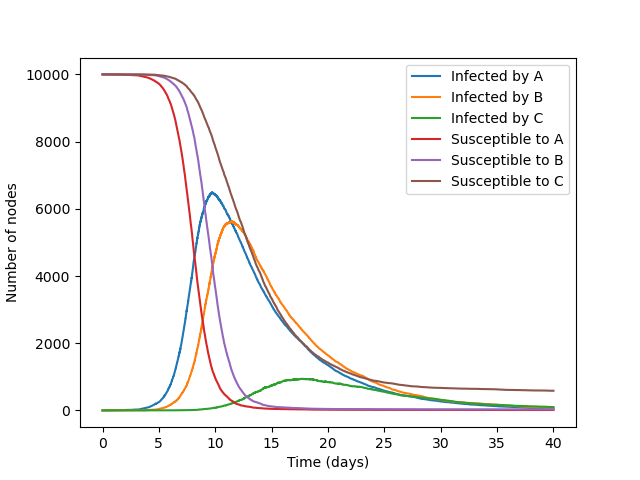 10000
8000
6000
4000
2000
0
Number of nodes
Infected by A
Infected by B
Infected by C
Susceptible to A
Susceptible to B
Susceptible to C
0 5 10 15 20 25 30 35 40
Time (days)